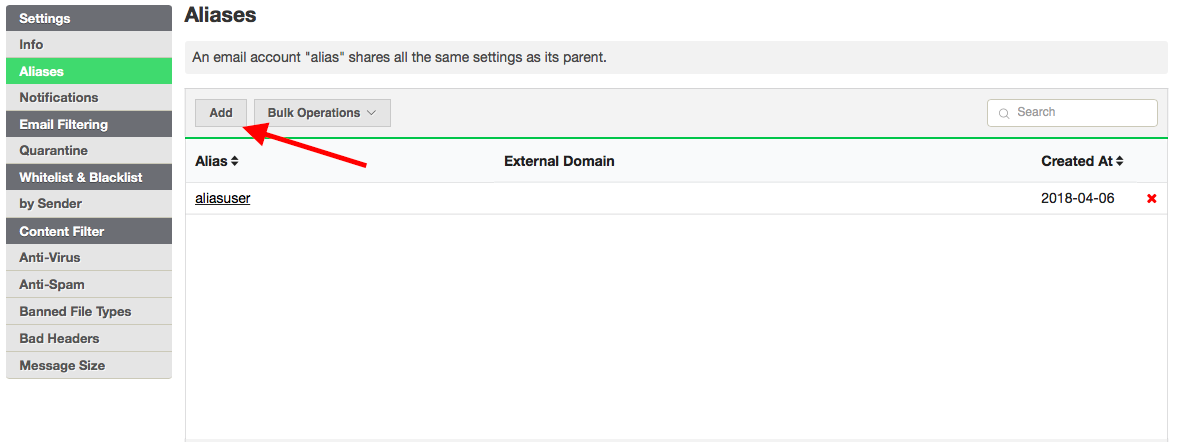 Settings
Info
Aliases
Notifications
Email Filtering
Quarantine
Whitelist & Blacklist
by Sender
Content Filter
Anti-Virus
Anti-Spam
Banned File Types
Bad Headers
Message Size
Aliases
An email account "alias" shares all the same settings as its parent.
Add Bulk Operations Search
Alias External Domain Created At
aliasuser 2018-04-06